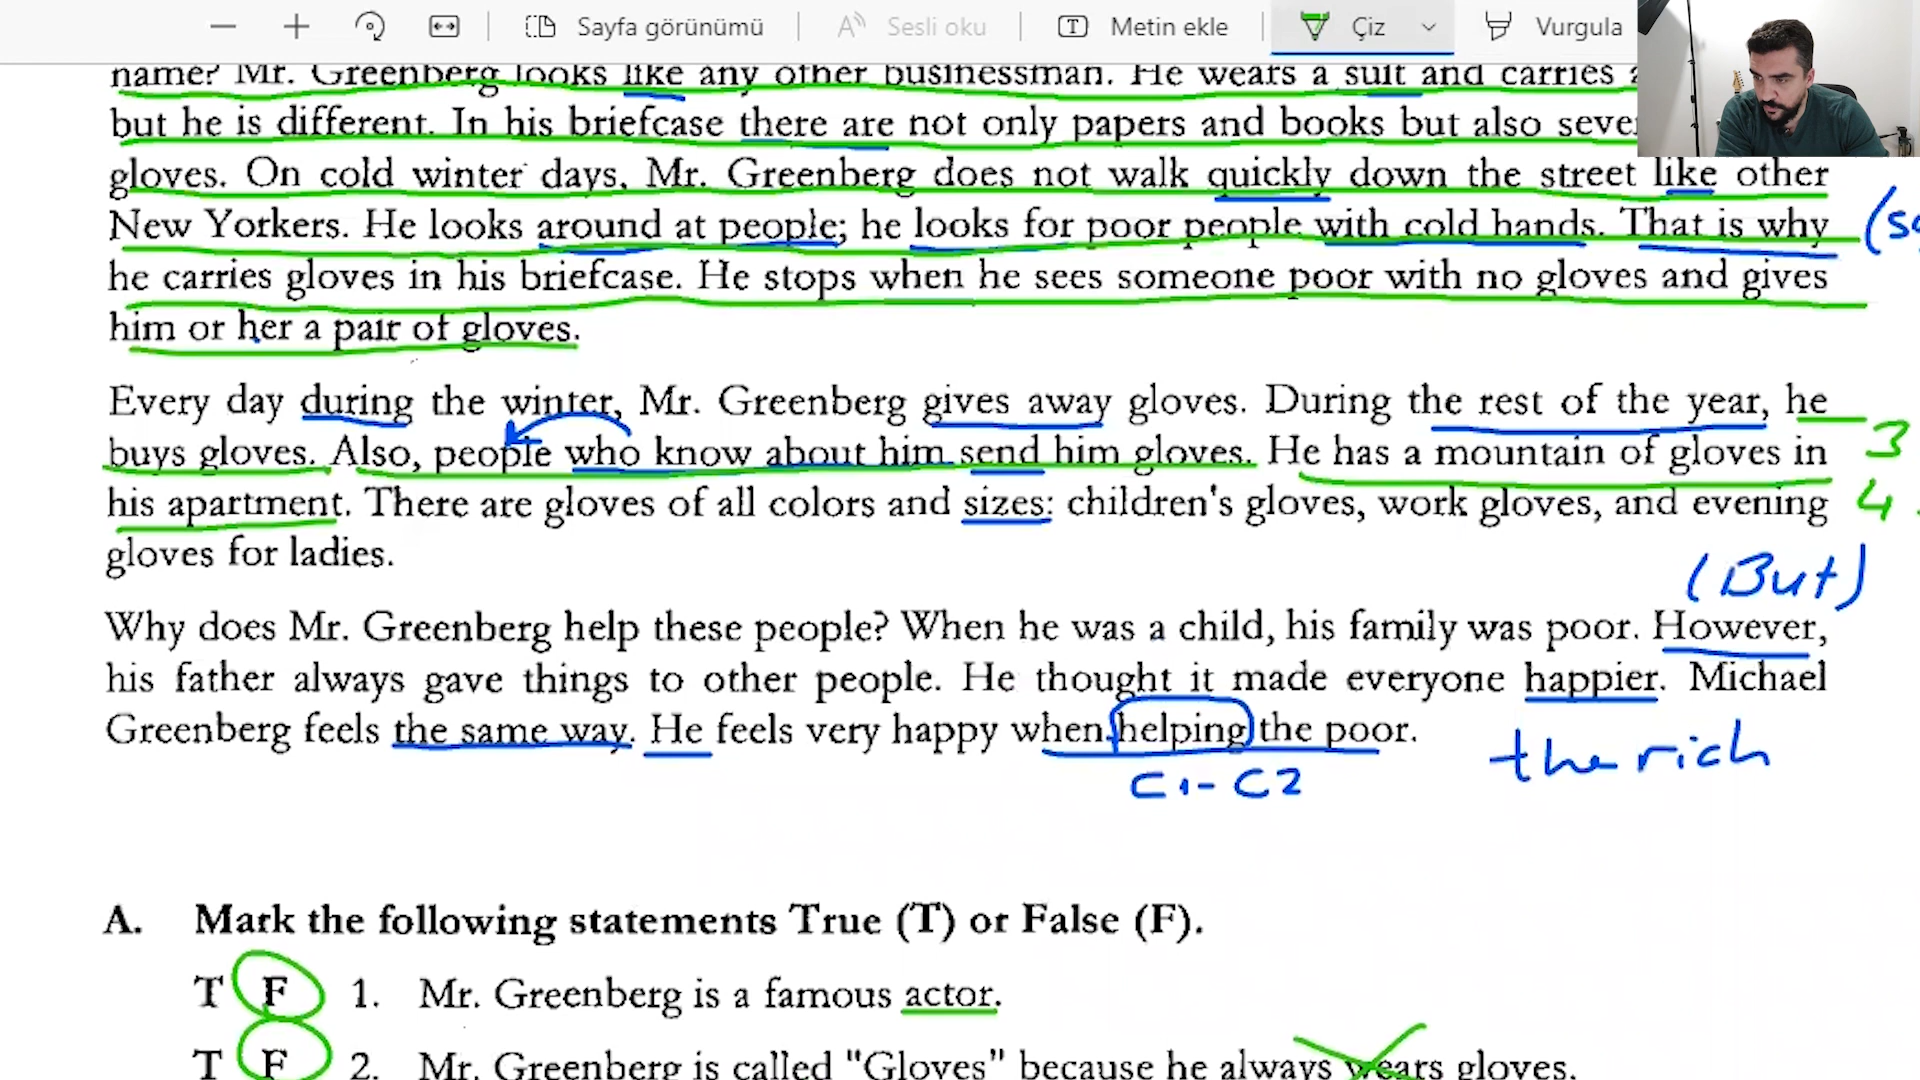 Sayfa görünümü Sesli oku Metin ekle Çiz Vurgula
name? Mr. Greenberg looks like any other businessman. He wears a suit and carries
but he is different. In his briefcase there are not only papers and books but also
gloves. On cold winter days, Mr. Greenberg does not walk quickly down the street like other
New Yorkers. He looks around at people; he looks for poor people with cold hands. That is why
he carries gloves in his briefcase. He stops when he sees someone poor with no gloves and gives
him or her a pair of gloves.
Every day during the winter, Mr. Greenberg gives away gloves. During the rest of the year, he
buys gloves. Also, people who know about him send him gloves. He has a mountain of gloves in 3
his apartment. There are gloves of all colors and sizes: children's gloves, work gloves, and evening 4
gloves for ladies.
(But)
Why does Mr. Greenberg help these people? When he was a child, his family was poor. However,
his father always gave things to other people. He thought it made everyone happier. Michael
Greenberg feels the same way. He feels very happy when helping the poor.
the rich
C1-C2
A. Mark the following statements True (T) or False (F).
T F 1. Mr. Greenberg is a famous actor.
T F 2. Mr. Greenberg is called "Gloves" because he always wears gloves.